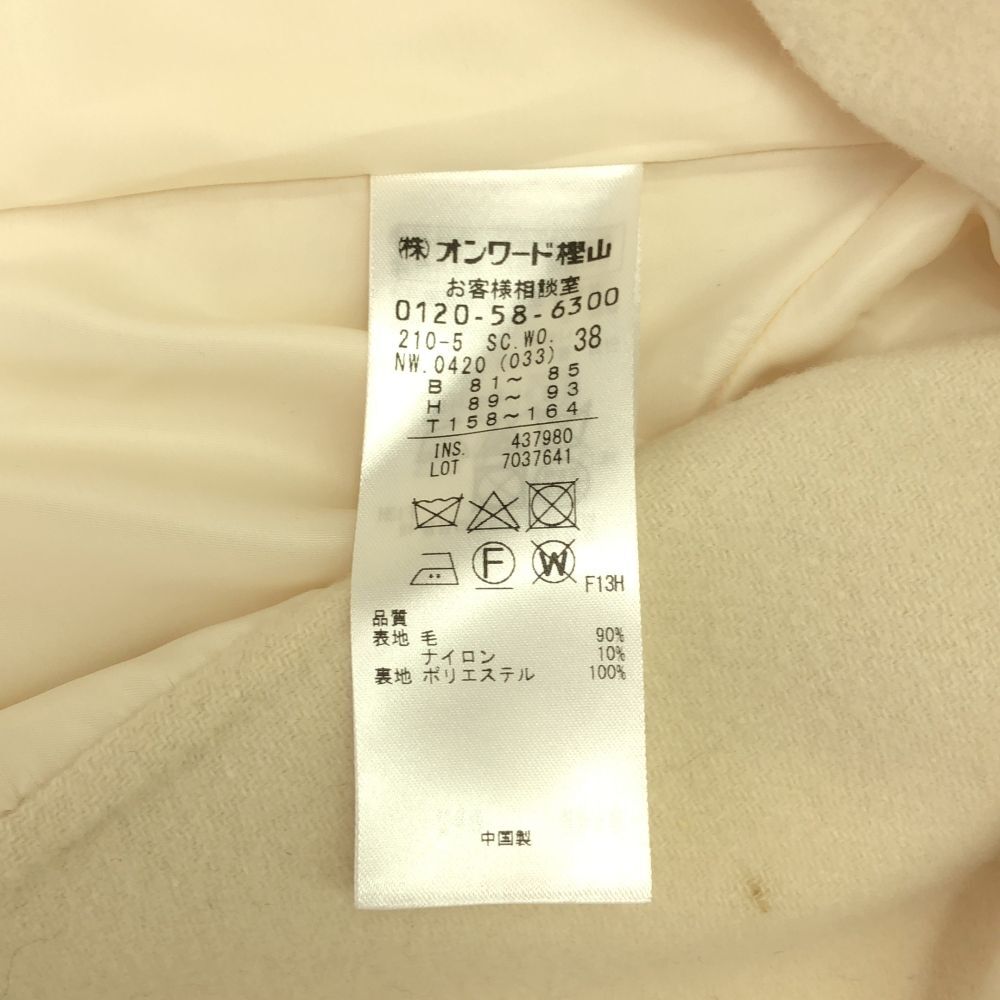 (株)オンワード樫山
お客様相談室
0120-58-6300
210-5 SC.WO. 38
NW.0420 (033)
B 81～ 85
H 89～ 93
T158～164
INS. 437980
LOT 7037641
F W
F13H
品質
表地 毛 90%
ナイロン 10%
裏地 ポリエステル 100%
中国製